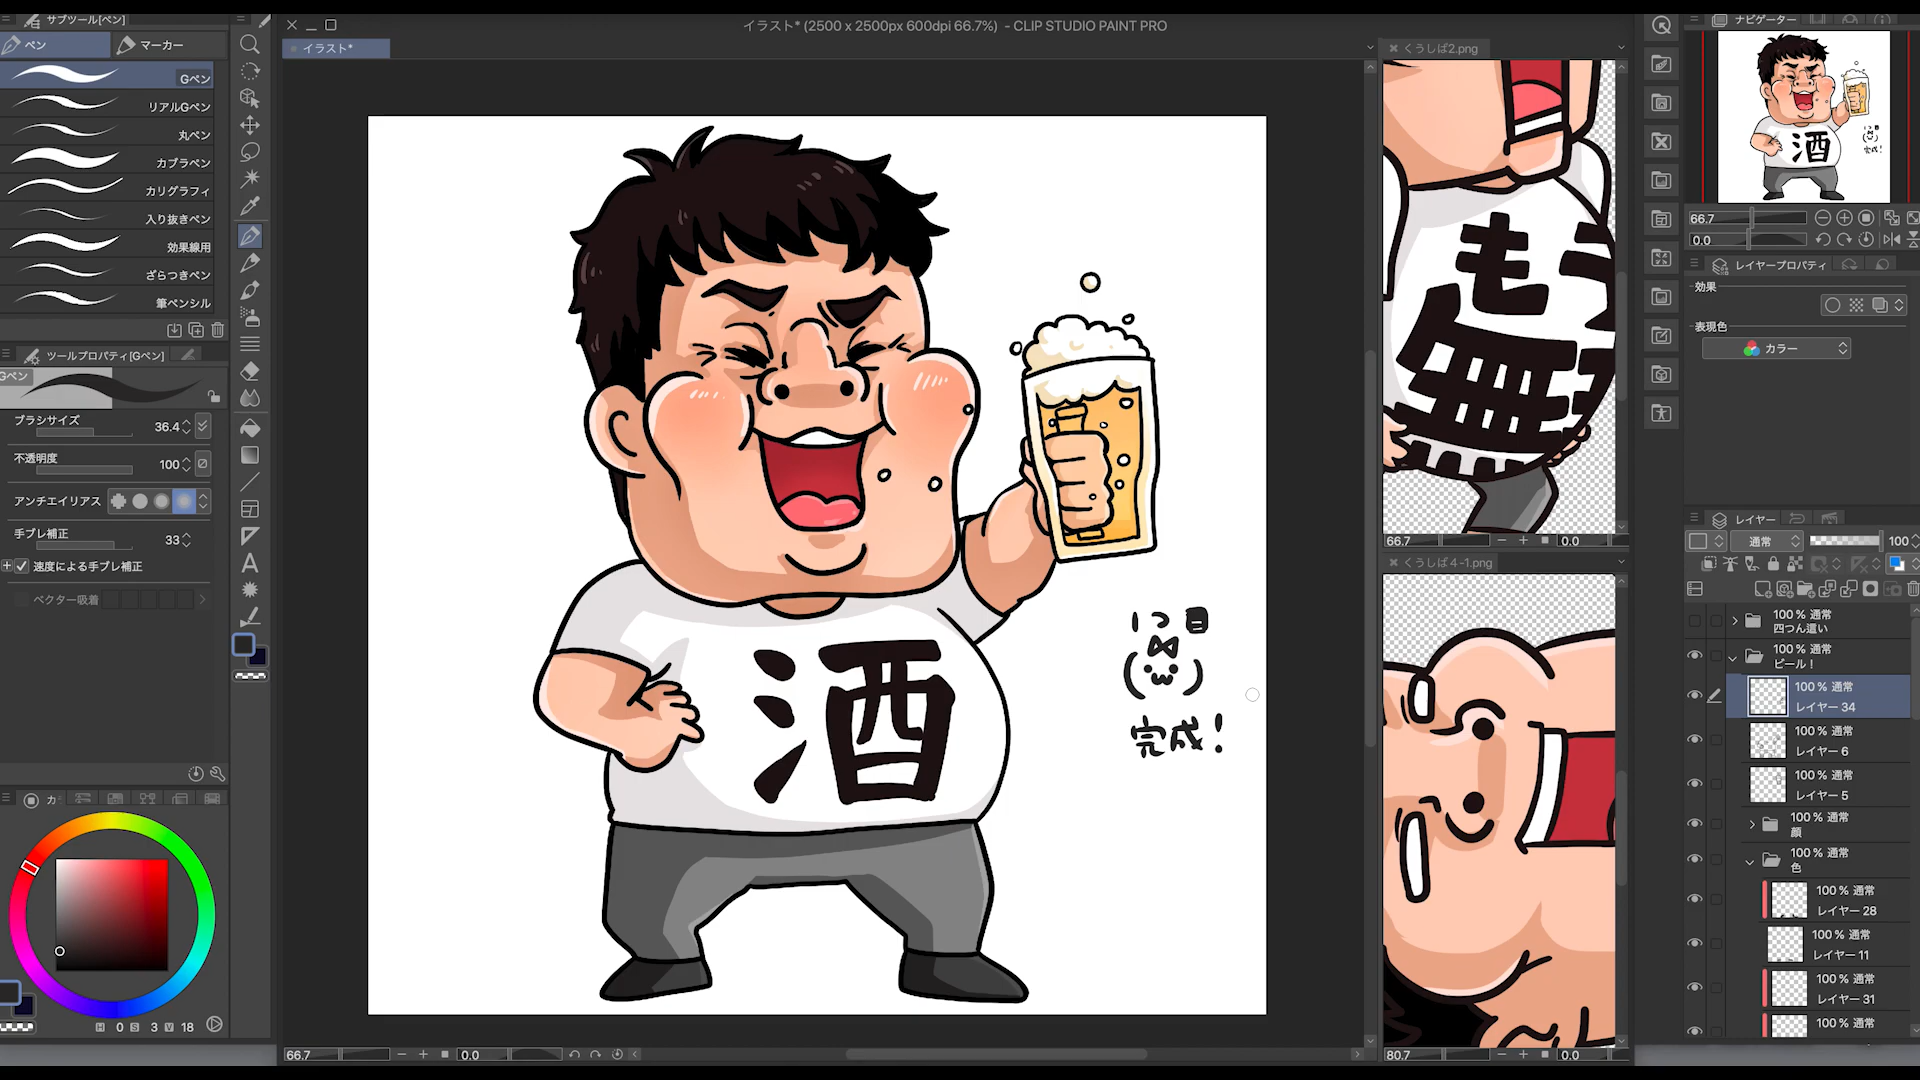 サブツール[ペン]
ペン
マーカー
Gペン
リアルGペン
丸ペン
カブラペン
カリグラフィ
入り抜きペン
効果線用
ざらつきペン
筆ペンシル
ツールプロパティ[Gペン]
Gペン
ブラシサイズ 36.4
不透明度 100
アンチエイリアス
手ブレ補正 33
速度による手ブレ補正
ベクター吸着
カ
H 0 S 3 V 18
イラスト* (2500 x 2500px 600dpi 66.7%) - CLIP STUDIO PAINT PRO
イラスト*
酒
1つ目
完成!
66.7 0.0
くうしば2.png
もう
無
66.7 0.0
くうしば4-1.png
80.7 0.0
ナビゲーター
66.7
0.0
レイヤープロパティ
効果
表現色
カラー
レイヤー
通常 100
100 % 通常
四つん這い
100 % 通常
ビール!
100 % 通常
レイヤー 34
100 % 通常
レイヤー 6
100 % 通常
レイヤー 5
100 % 通常
顔
100 % 通常
色
100 % 通常
レイヤー 28
100 % 通常
レイヤー 11
100 % 通常
レイヤー 31
100 % 通常